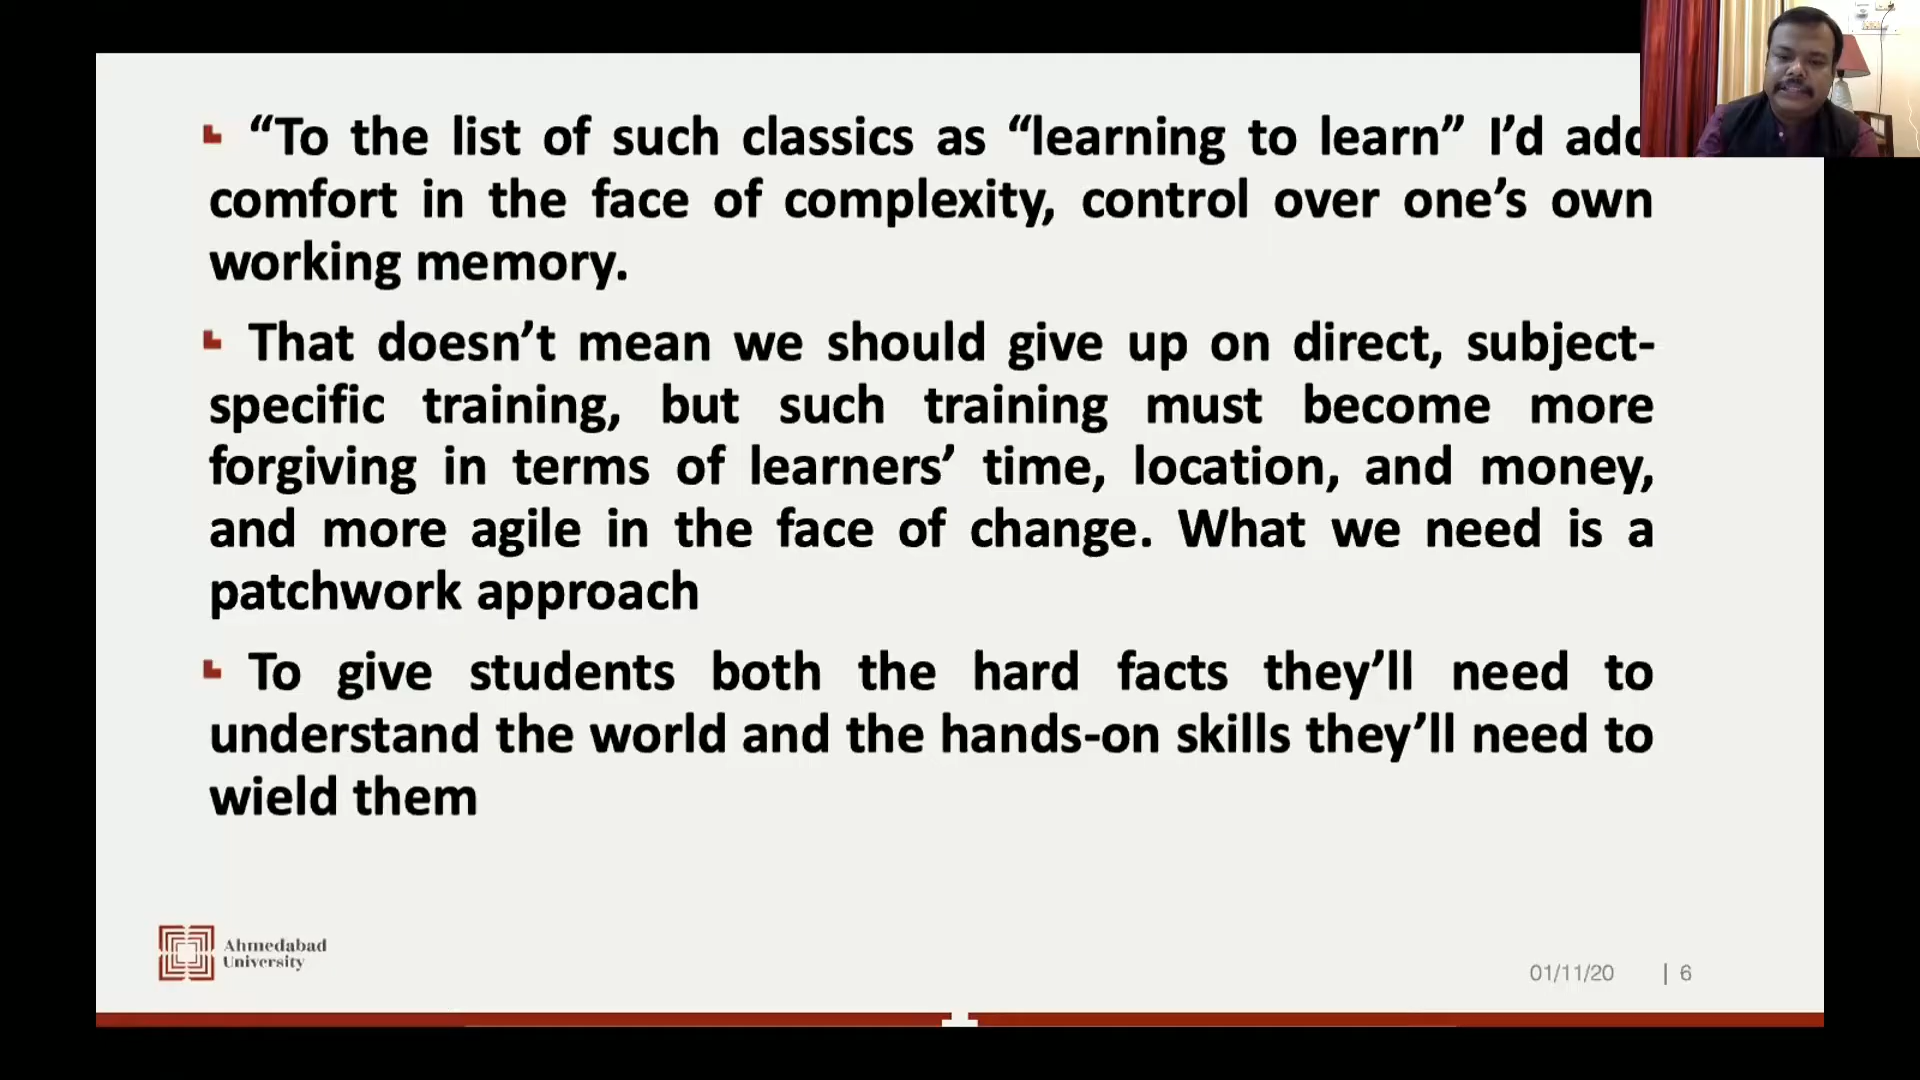 “To the list of such classics as “learning to learn” I’d add
comfort in the face of complexity, control over one’s own
working memory.
That doesn’t mean we should give up on direct, subject-
specific training, but such training must become more
forgiving in terms of learners’ time, location, and money,
and more agile in the face of change. What we need is a
patchwork approach
To give students both the hard facts they’ll need to
understand the world and the hands-on skills they’ll need to
wield them
Ahmedabad
University
01/11/20 | 6